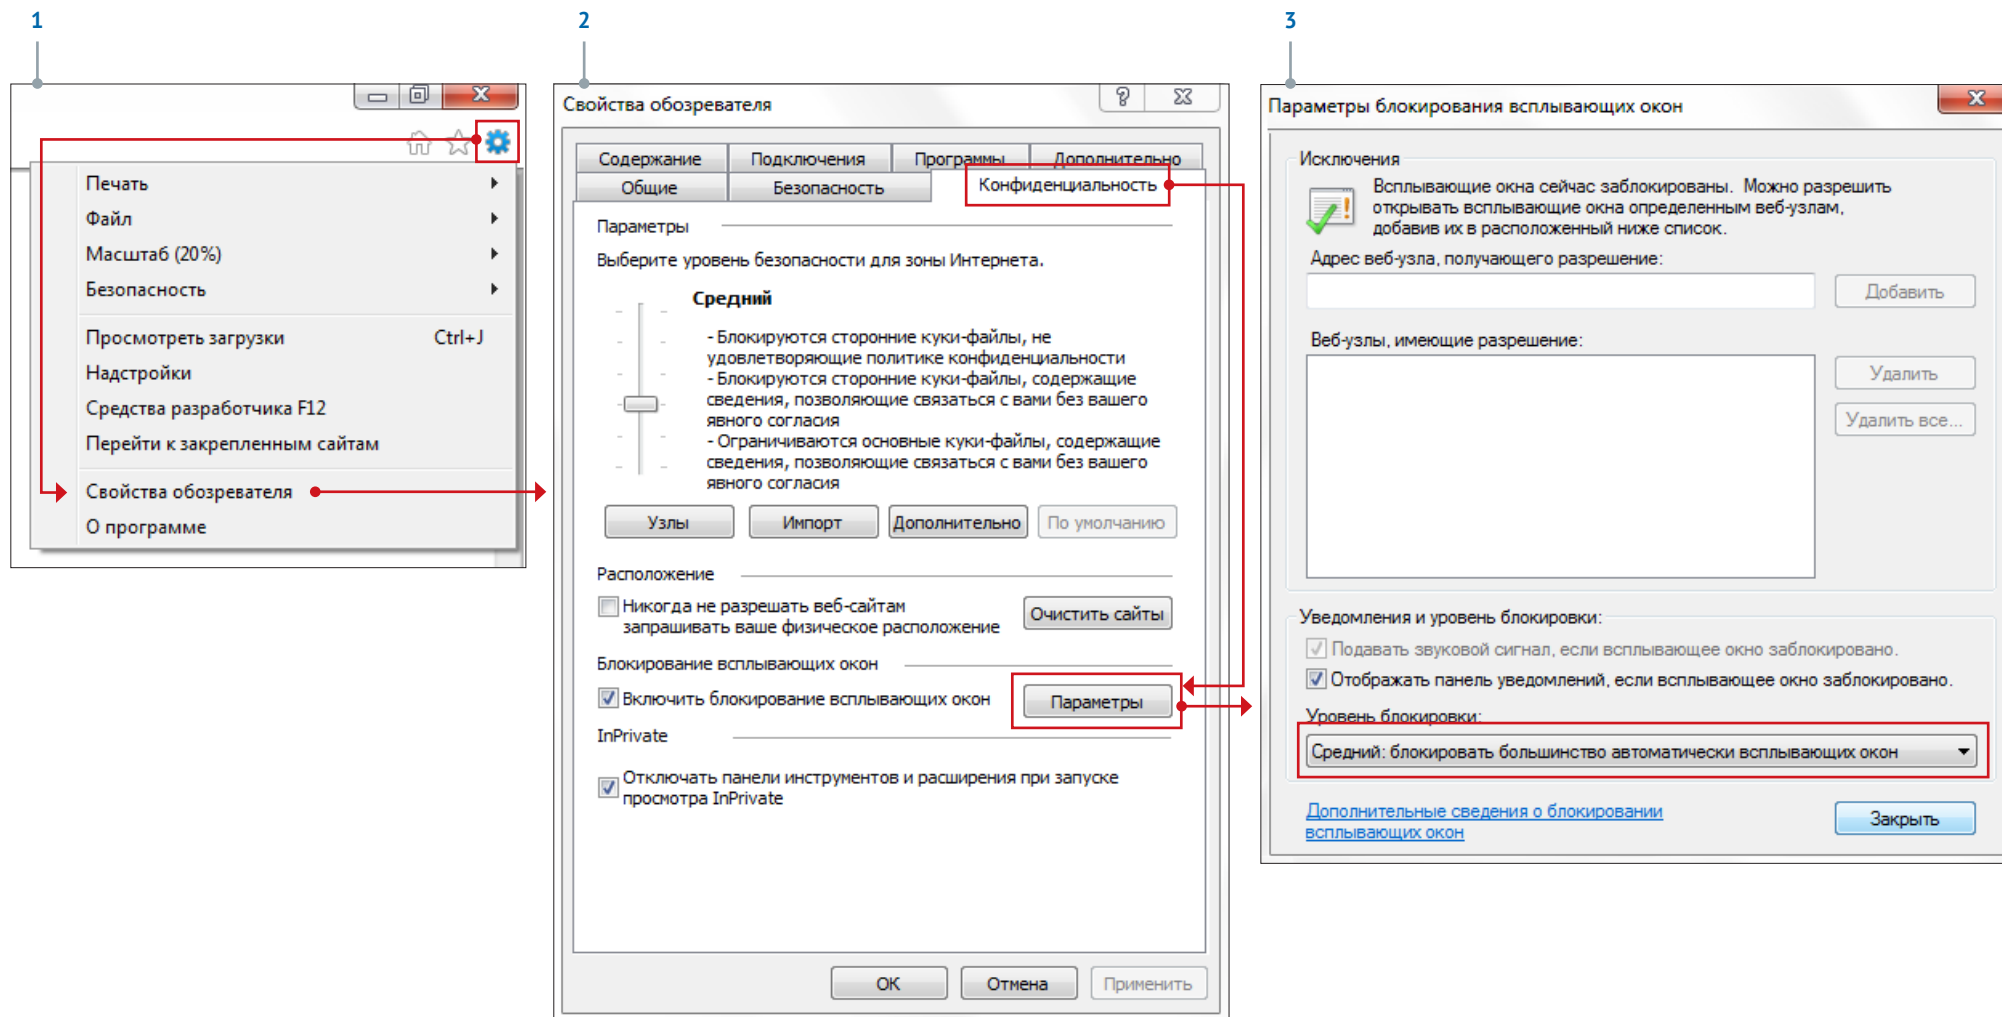 1
Печать
Файл
Масштаб (20%)
Безопасность
Просмотреть загрузки Ctrl+J
Надстройки
Средства разработчика F12
Перейти к закрепленным сайтам
Свойства обозревателя
О программе
2
Свойства обозревателя
Содержание Подключения Программы Дополнительно
Общие Безопасность Конфиденциальность
Параметры
Выберите уровень безопасности для зоны Интернета.
Средний
- Блокируются сторонние куки-файлы, не
удовлетворяющие политике конфиденциальности
- Блокируются сторонние куки-файлы, содержащие
сведения, позволяющие связаться с вами без вашего
явного согласия
- Ограничиваются основные куки-файлы, содержащие
сведения, позволяющие связаться с вами без вашего
явного согласия
Узлы Импорт Дополнительно По умолчанию
Расположение
Никогда не разрешать веб-сайтам
запрашивать ваше физическое расположение
Очистить сайты
Блокирование всплывающих окон
Включить блокирование всплывающих окон Параметры
InPrivate
Отключать панели инструментов и расширения при запуске
просмотра InPrivate
ОК Отмена Применить
3
Параметры блокирования всплывающих окон
Исключения
Всплывающие окна сейчас заблокированы. Можно разрешить
открывать всплывающие окна определенным веб-узлам,
добавив их в расположенный ниже список.
Адрес веб-узла, получающего разрешение:
Добавить
Веб-узлы, имеющие разрешение:
Удалить
Удалить все...
Уведомления и уровень блокировки:
Подавать звуковой сигнал, если всплывающее окно заблокировано.
Отображать панель уведомлений, если всплывающее окно заблокировано.
Уровень блокировки:
Средний: блокировать большинство автоматически всплывающих окон
Дополнительные сведения о блокировании
всплывающих окон
Закрыть